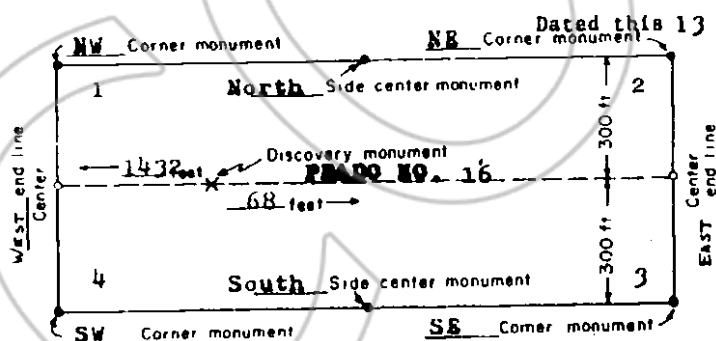 Dated this 13
NW Corner monument
NE Corner monument
1
North Side center monument
2
300 ft
1432 feet
Discovery monument
PRADO NO. 16
68 feet
WEST end line
Center
Center
EAST end line
300 ft
4
South Side center monument
3
SW Corner monument
SE Corner monument